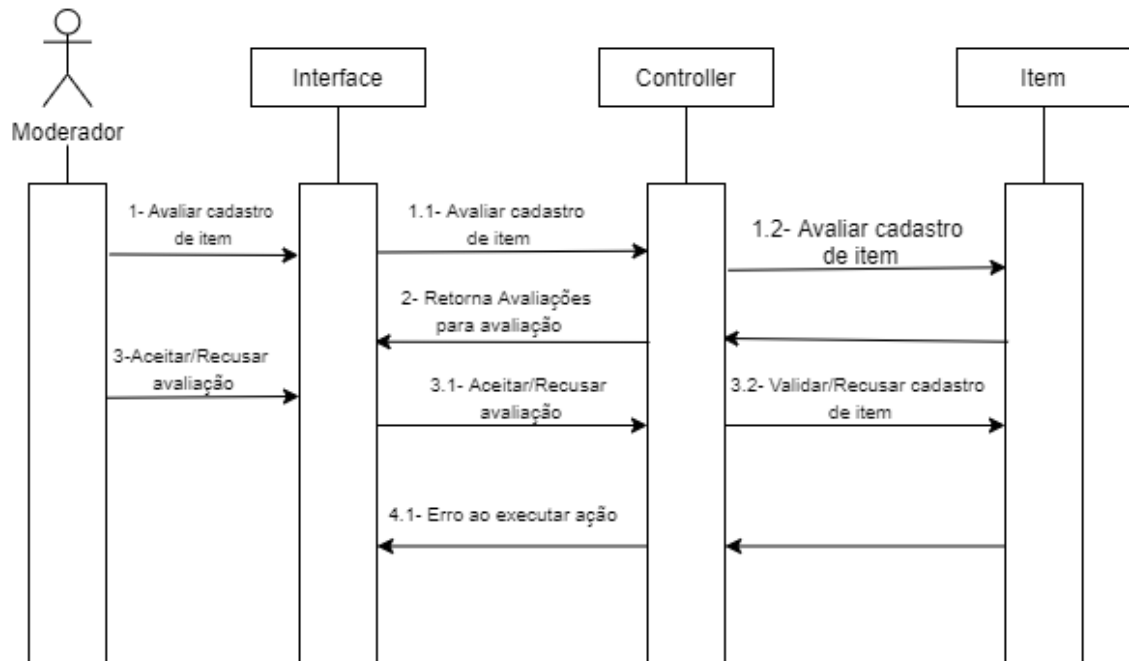 Moderador
Interface
Controller
Item
1- Avaliar cadastro
de item
1.1- Avaliar cadastro
de item
1.2- Avaliar cadastro
de item
2- Retorna Avaliações
para avaliação
3-Aceitar/Recusar
avaliação
3.1- Aceitar/Recusar
avaliação
3.2- Validar/Recusar cadastro
de item
4.1- Erro ao executar ação